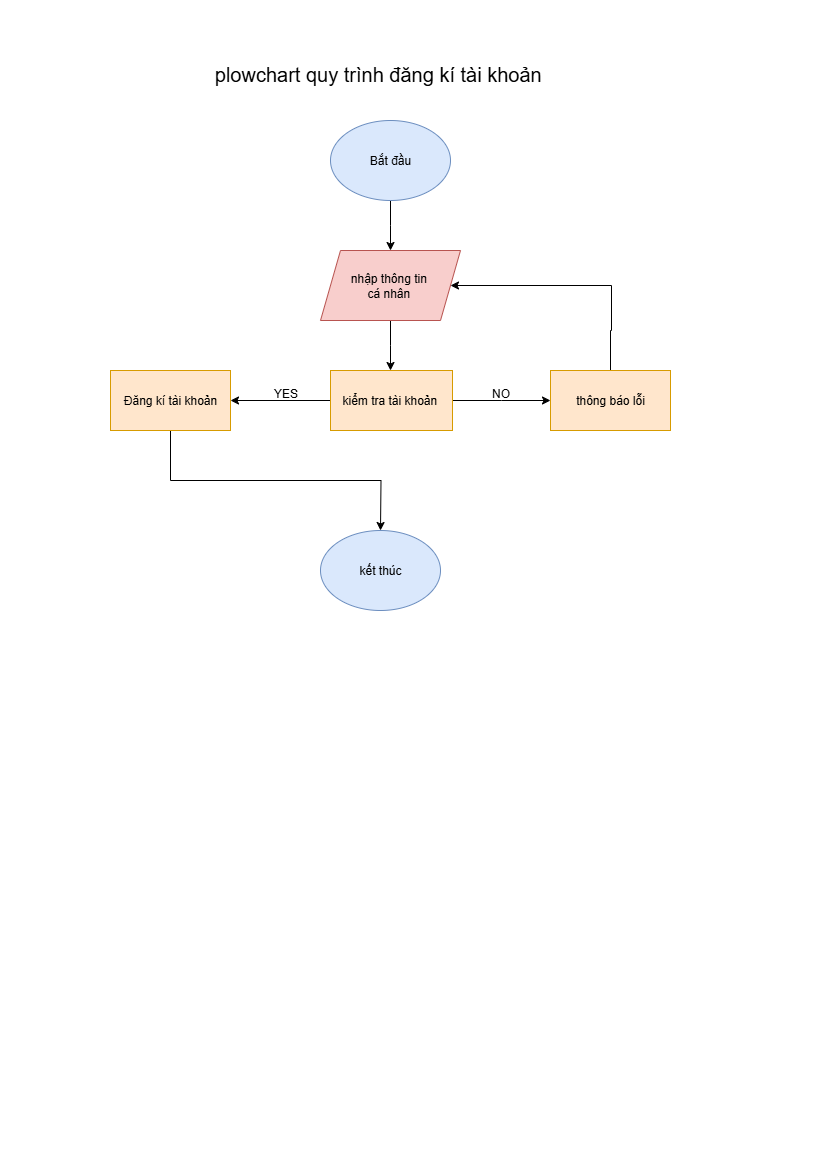 plowchart quy trình đăng kí tài khoản
Bắt đầu
nhập thông tin
cá nhân
Đăng kí tài khoản
YES
kiểm tra tài khoản
NO
thông báo lỗi
kết thúc